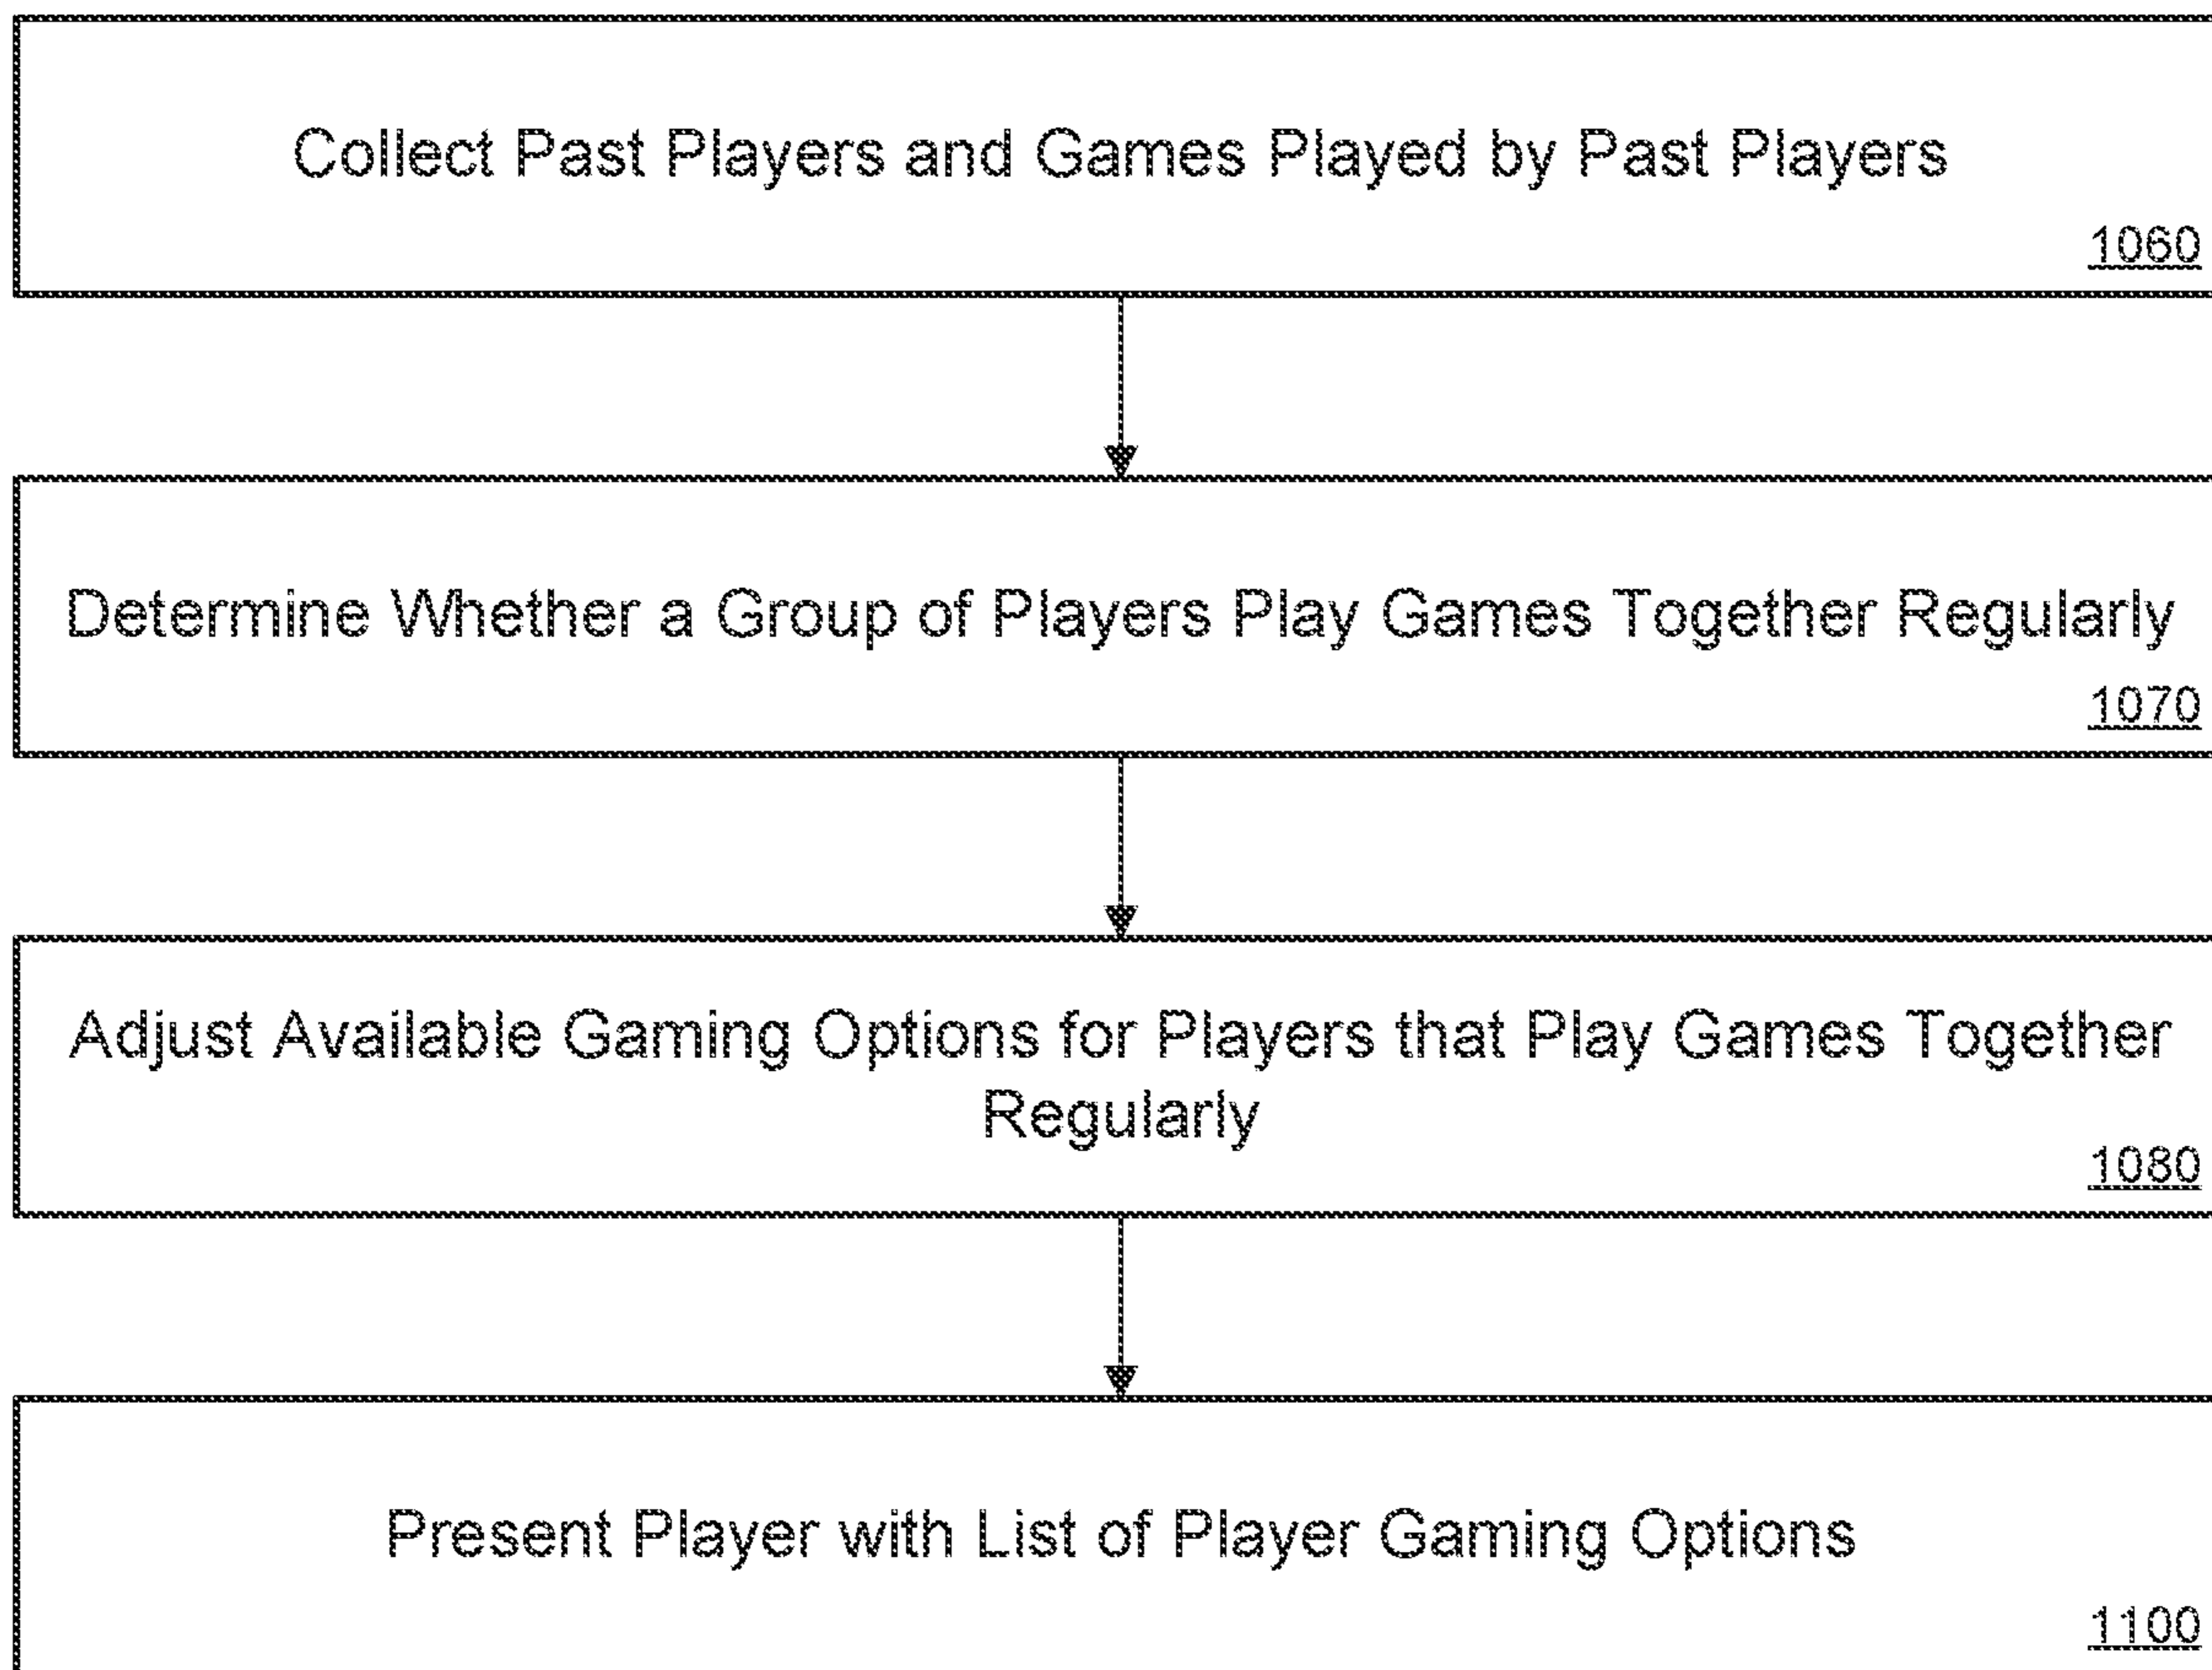 Collect Past Players and Games Played by Past Players
1060
Determine Whether a Group of Players Play Games Together Regularly
1070
Adjust Available Gaming Options for Players that Play Games Together
Regularly
1080
Present Player with List of Player Gaming Options
1100